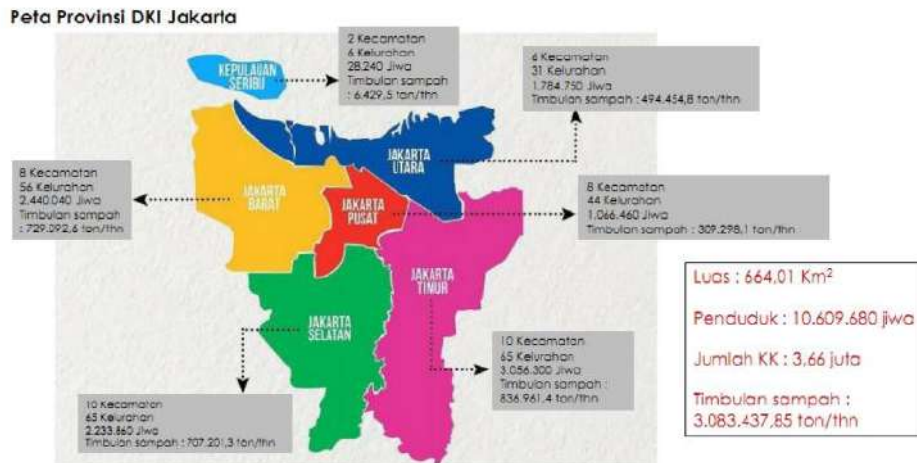 Peta Provinsi DKI Jakarta
2 Kecamatan
6 Kelurahan
28.240 Jiwa
Timbulan sampah
: 6.429,5 ton/thn
6 Kecamatan
31 Kelurahan
1.784.750 Jiwa
Timbulan sampah : 494.454,8 ton/thn
KEPULAUAN
SERIBU
JAKARTA
UTARA
8 Kecamatan
56 Kelurahan
2.440.040 Jiwa
Timbulan sampah
: 729.092,6 ton/thn
JAKARTA
BARAT
JAKARTA
PUSAT
8 Kecamatan
44 Kelurahan
1.066.460 Jiwa
Timbulan sampah : 309.298,1 ton/thn
JAKARTA
TIMUR
JAKARTA
SELATAN
10 Kecamatan
65 Kelurahan
3.056.300 Jiwa
Timbulan sampah :
836.961,4 ton/thn
10 Kecamatan
65 Kelurahan
2.233.860 Jiwa
Timbulan sampah : 707.201,3 ton/thn
Luas : 664,01 Km²
Penduduk : 10.609.680 jiwa
Jumlah KK : 3,66 juta
Timbulan sampah :
3.083.437,85 ton/thn